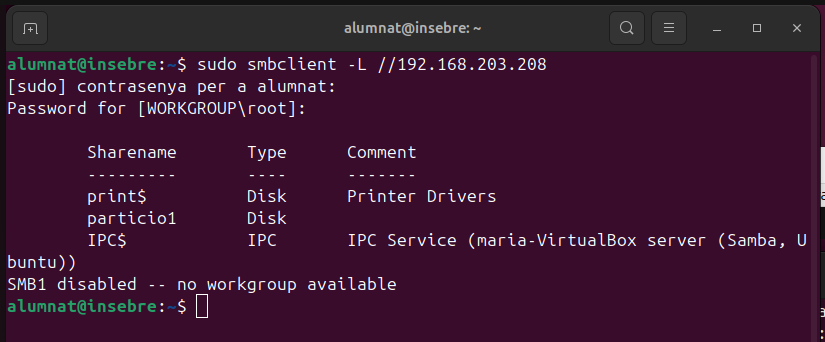 alumnat@insebre: ~
alumnat@insebre:~$ sudo smbclient -L //192.168.203.208
[sudo] contrasenya per a alumnat:
Password for [WORKGROUP\root]:
Sharename Type Comment
--------- ---- -------
print$ Disk Printer Drivers
particio1 Disk
IPC$ IPC IPC Service (maria-VirtualBox server (Samba, U
buntu))
SMB1 disabled -- no workgroup available
alumnat@insebre:~$